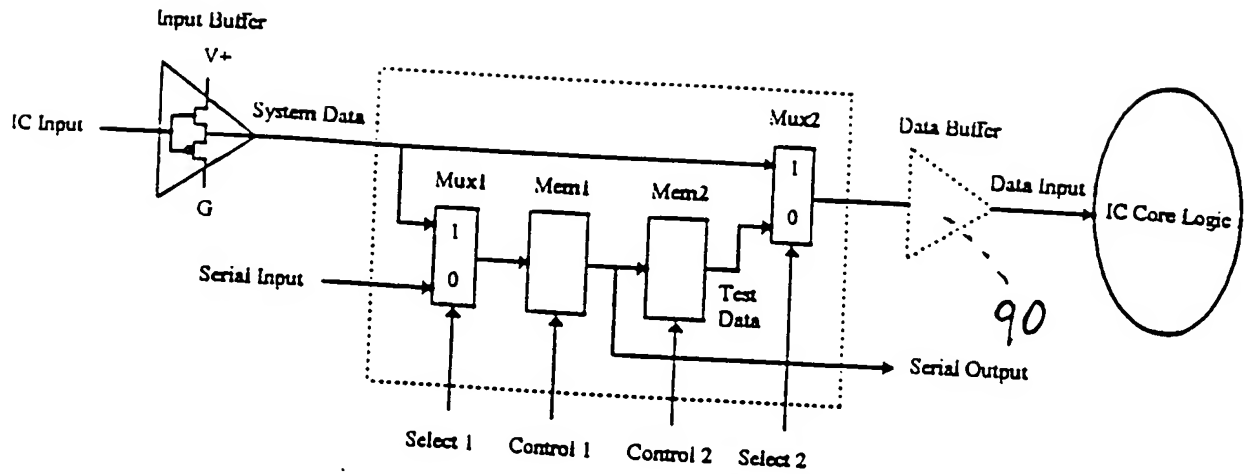 Input Buffer
V+
IC Input
System Data
G
Mux1
Mem1
Mem2
Mux2
1
0
1
0
Data Buffer
Data Input
IC Core Logic
Serial Input
Test
Data
90
Serial Output
Select 1
Control 1
Control 2
Select 2